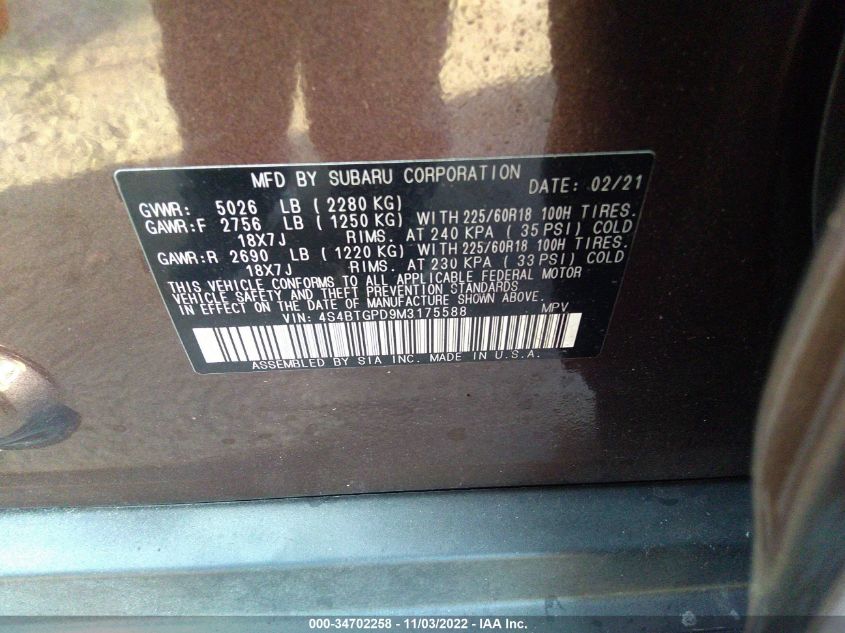 MFD BY SUBARU CORPORATION DATE: 02/21
GVWR: 5026 LB ( 2280 KG)
GAWR:F 2756 LB ( 1250 KG) WITH 225/60R18 100H TIRES.
18X7J RIMS. AT 240 KPA ( 35 PSI) COLD
GAWR:R 2690 LB ( 1220 KG) WITH 225/60R18 100H TIRES.
18X7J RIMS. AT 230 KPA ( 33 PSI) COLD
THIS VEHICLE CONFORMS TO ALL APPLICABLE FEDERAL MOTOR
VEHICLE SAFETY AND THEFT PREVENTION STANDARDS
IN EFFECT ON THE DATE OF MANUFACTURE SHOWN ABOVE.
VIN: 4S4BTGPD9M3175588 MPV
ASSEMBLED BY SIA INC. MADE IN U.S.A.
000-34702258 - 11/03/2022 - IAA Inc.